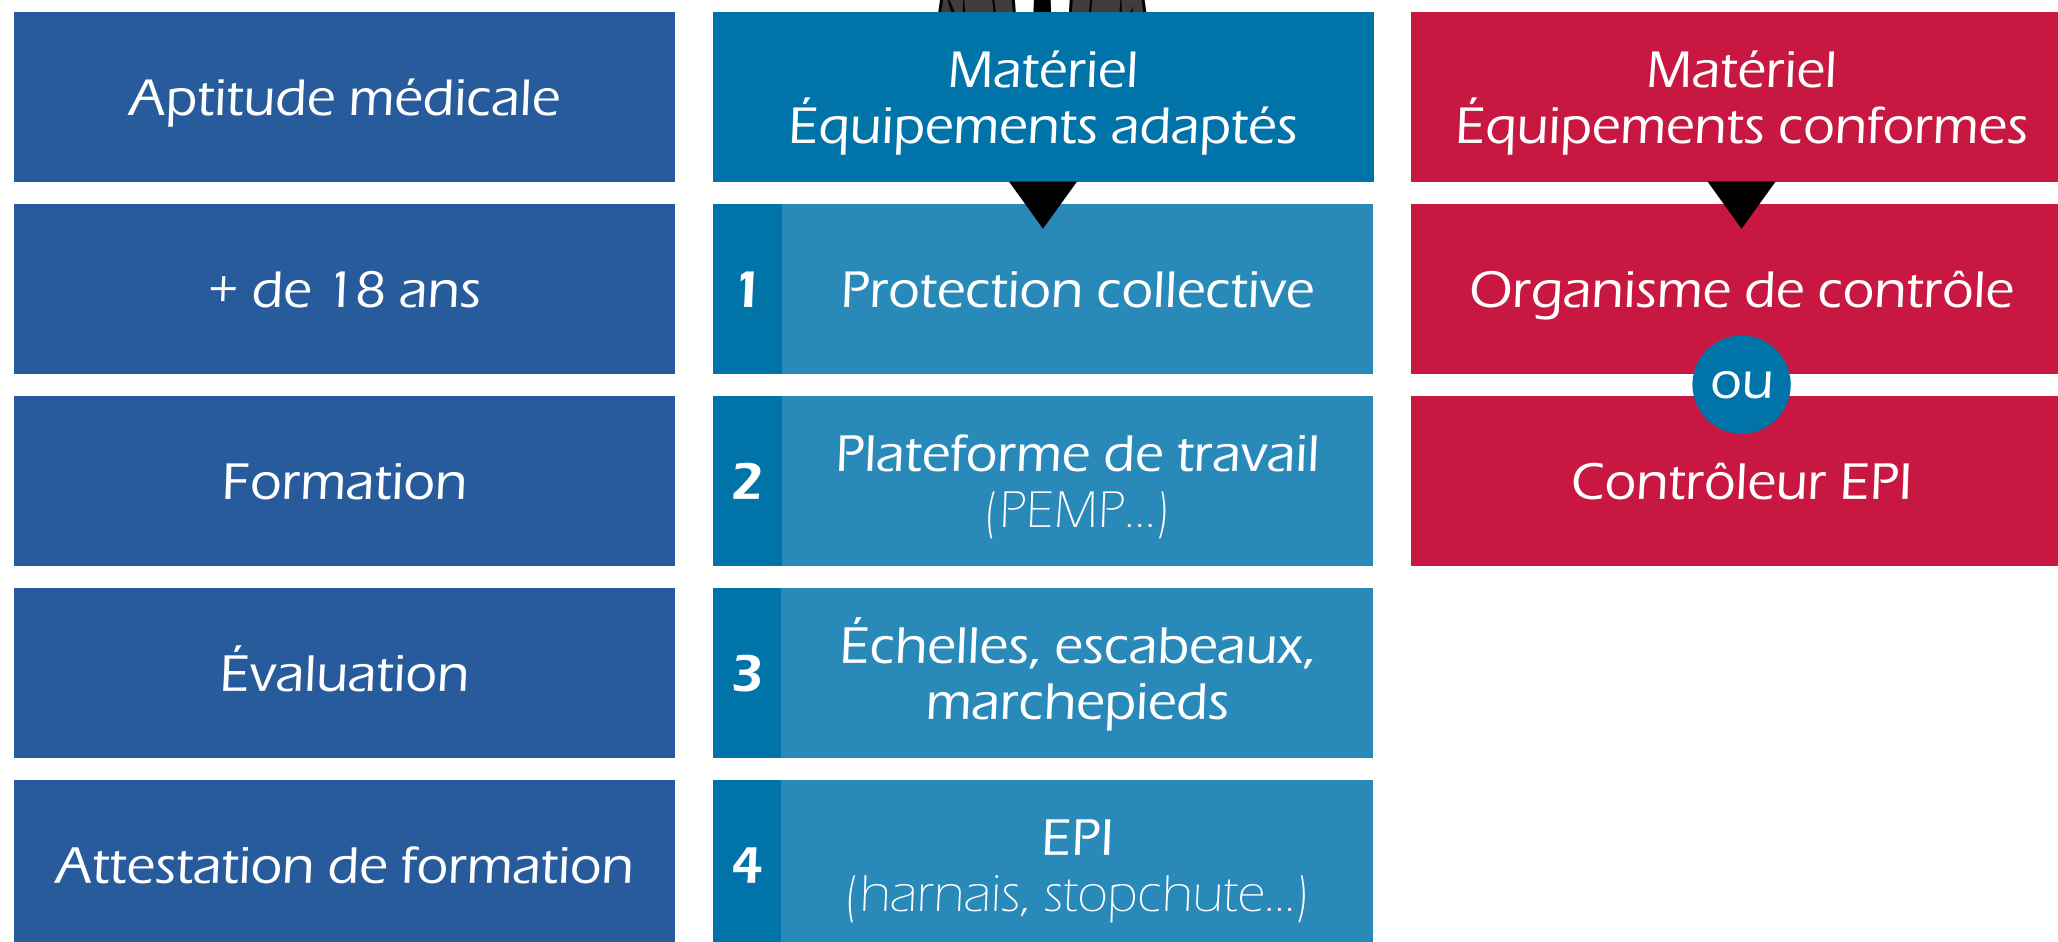 Aptitude médicale
+ de 18 ans
Formation
Évaluation
Attestation de formation
Matériel
Équipements adaptés
1 Protection collective
2 Plateforme de travail
(PEMP...)
3 Échelles, escabeaux,
marchepieds
4 EPI
(harnais, stopchute...)
Matériel
Équipements conformes
Organisme de contrôle
ou
Contrôleur EPI